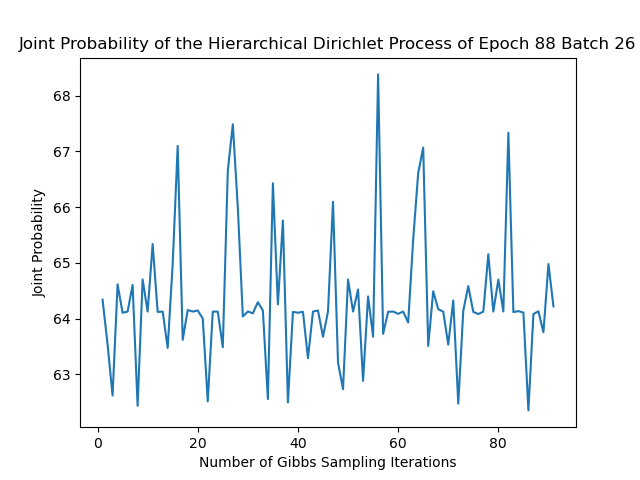 Joint Probability of the Hierarchical Dirichlet Process of Epoch 88 Batch 26
68
67
66
65
64
63
Joint Probability
0 20 40 60 80
Number of Gibbs Sampling Iterations